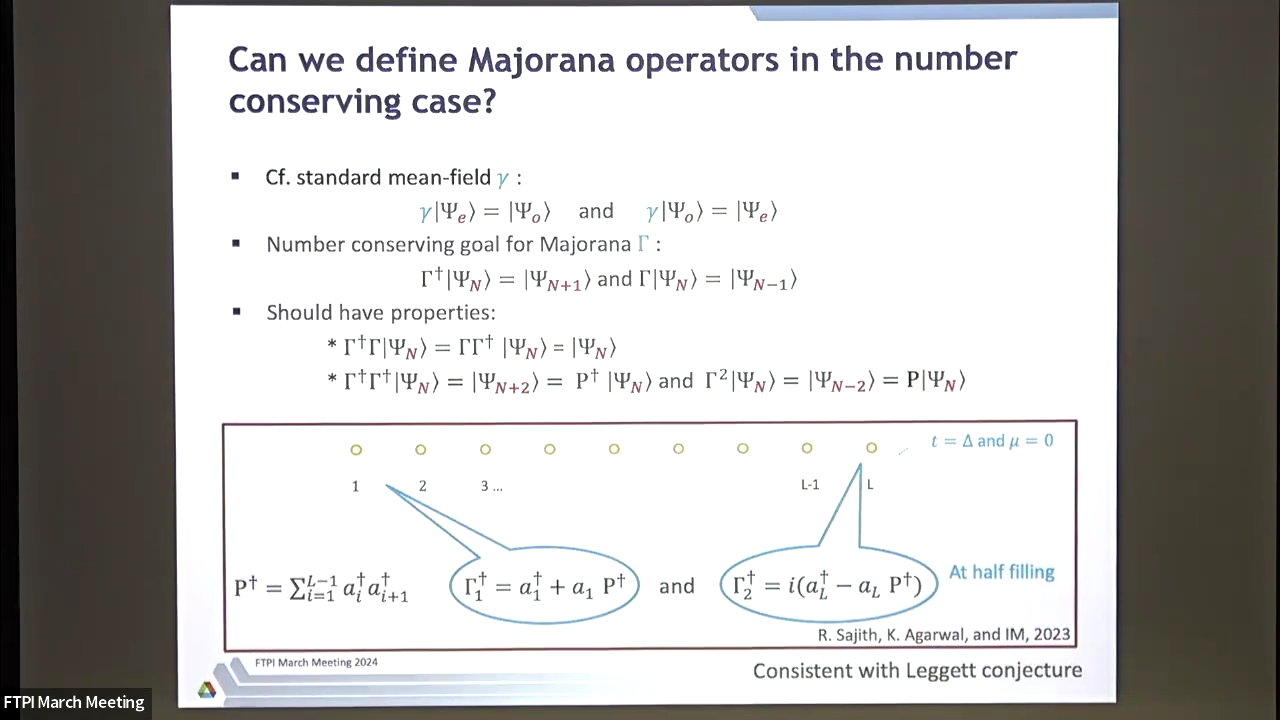 Can we define Majorana operators in the number
conserving case?
▪ Cf. standard mean-field γ :
γ|Ψ_e⟩ = |Ψ_o⟩ and γ|Ψ_o⟩ = |Ψ_e⟩
▪ Number conserving goal for Majorana Γ :
Γ†|Ψ_N⟩ = |Ψ_{N+1}⟩ and Γ|Ψ_N⟩ = |Ψ_{N−1}⟩
▪ Should have properties:
* Γ†Γ|Ψ_N⟩ = ΓΓ† |Ψ_N⟩ = |Ψ_N⟩
* Γ†Γ†|Ψ_N⟩ = |Ψ_{N+2}⟩ = P† |Ψ_N⟩ and Γ²|Ψ_N⟩ = |Ψ_{N−2}⟩ = P|Ψ_N⟩
t = Δ and μ = 0
1 2 3 ... L-1 L
P† = Σ_{i=1}^{L−1} a_i† a_{i+1}† Γ_1† = a_1† + a_1 P† and Γ_2† = i(a_L† − a_L P†) At half filling
R. Sajith, K. Agarwal, and IM, 2023
FTPI March Meeting 2024
Consistent with Leggett conjecture
FTPI March Meeting